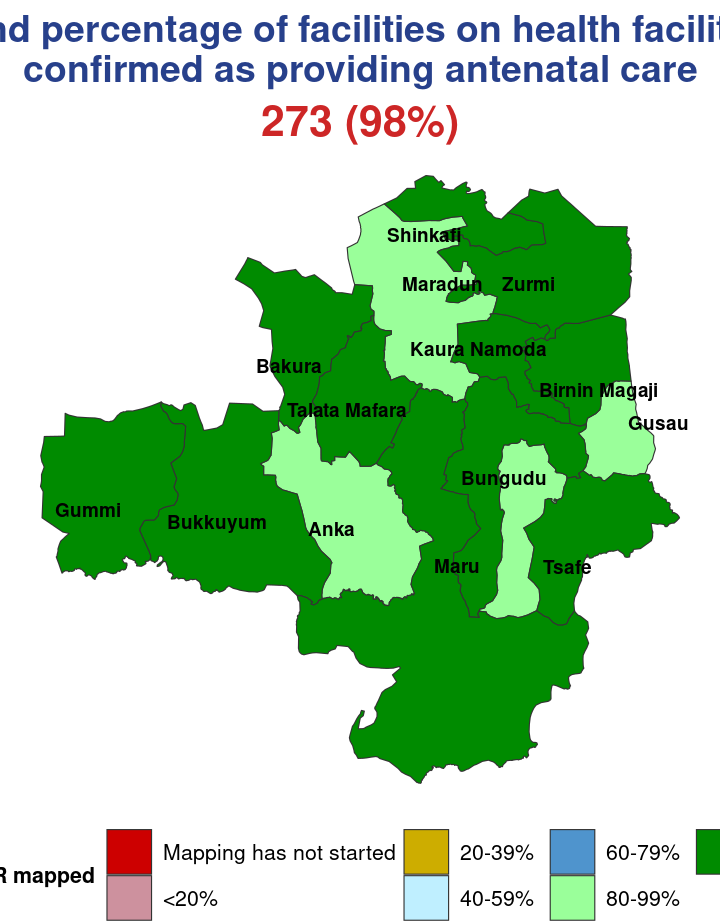 percentage of facilities on health
confirmed as providing antenatal care
273 (98%)
Shinkafi
Maradun
Zurmi
Kaura Namoda
Bakura
Birnin Magaji
Talata Mafara
Gusau
Bungudu
Gummi
Bukkuyum
Anka
Maru
Tsafe
Mapping has not started
20-39%
60-79%
mapped
<20%
40-59%
80-99%